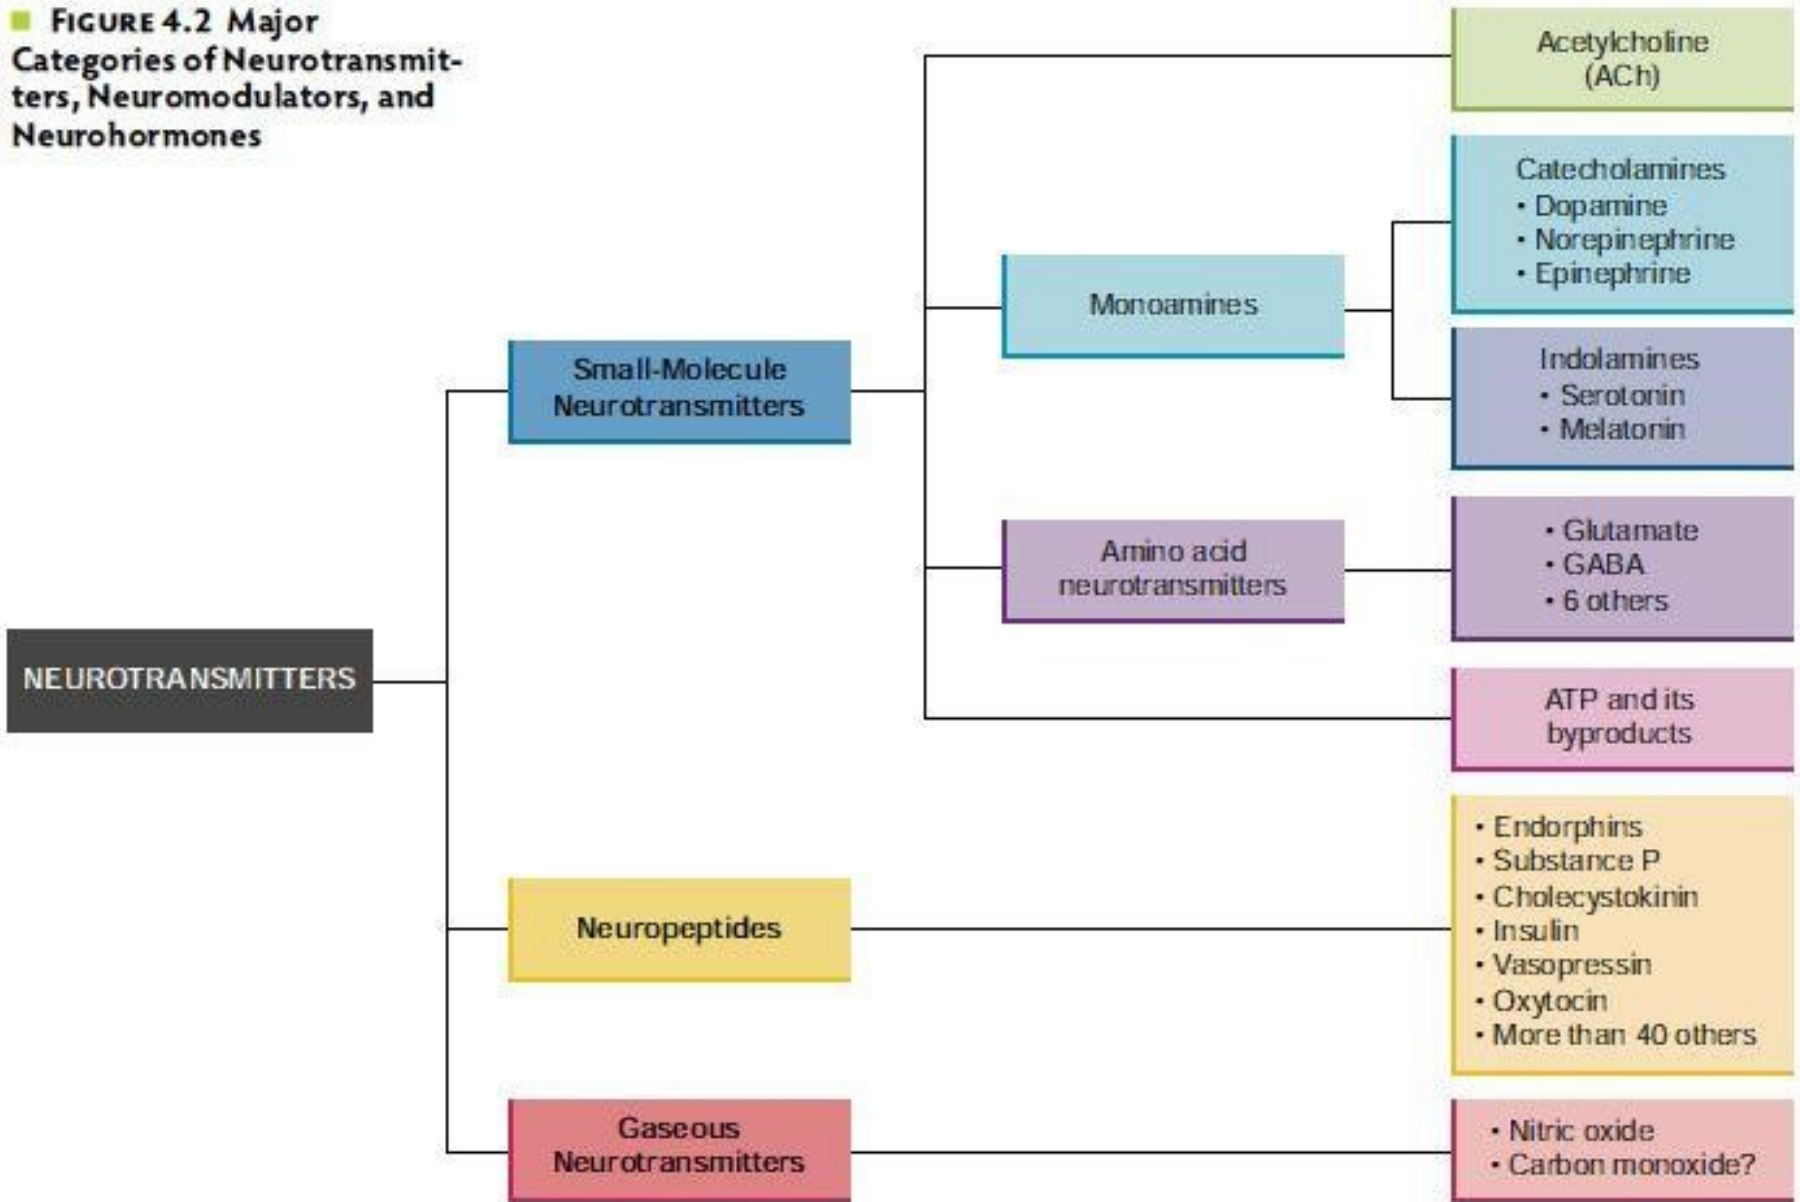 FIGURE 4.2 Major
Categories of Neurotransmit-
ters, Neuromodulators, and
Neurohormones
NEUROTRANSMITTERS
Small-Molecule
Neurotransmitters
Acetylcholine
(ACh)
Monoamines
Catecholamines
• Dopamine
• Norepinephrine
• Epinephrine
Indolamines
• Serotonin
• Melatonin
Amino acid
neurotransmitters
• Glutamate
• GABA
• 6 others
ATP and its
byproducts
Neuropeptides
• Endorphins
• Substance P
• Cholecystokinin
• Insulin
• Vasopressin
• Oxytocin
• More than 40 others
Gaseous
Neurotransmitters
• Nitric oxide
• Carbon monoxide?